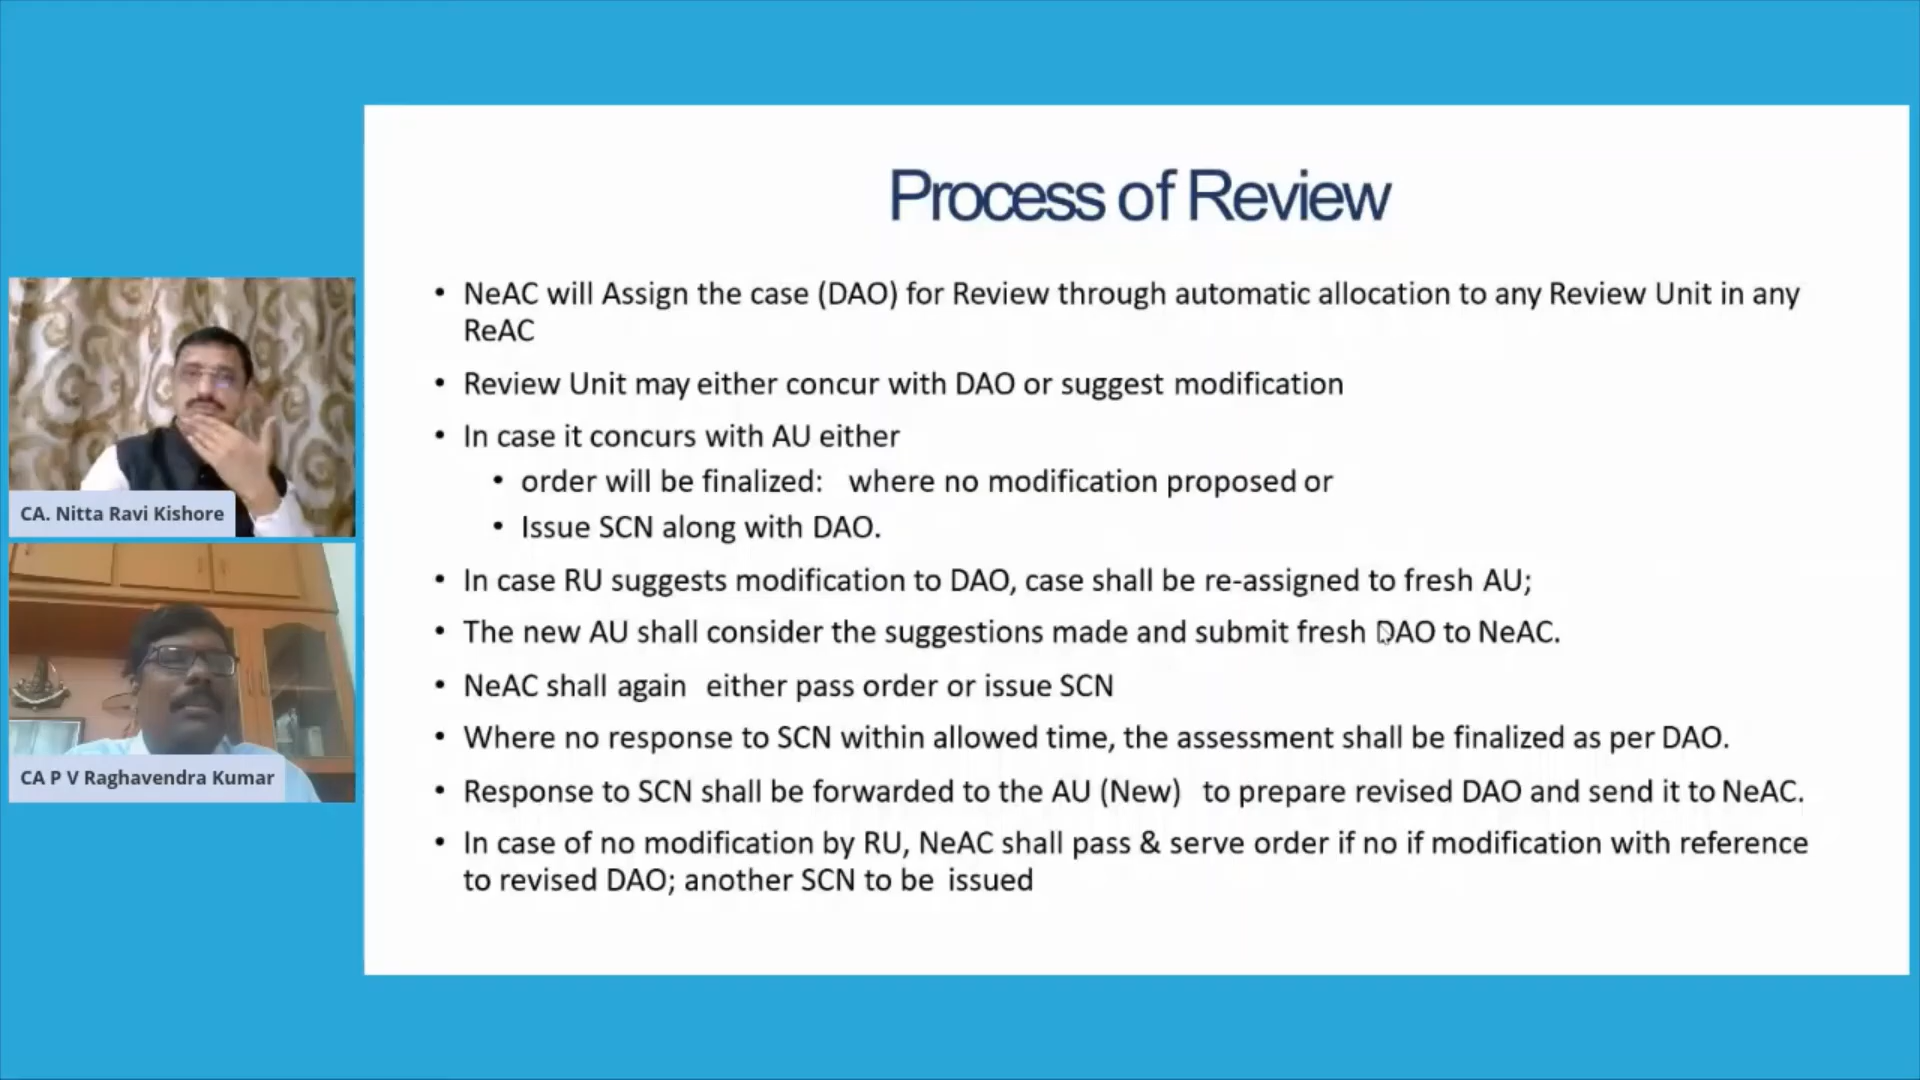 Process of Review
• NeAC will Assign the case (DAO) for Review through automatic allocation to any Review Unit in any
ReAC
• Review Unit may either concur with DAO or suggest modification
• In case it concurs with AU either
• order will be finalized: where no modification proposed or
• Issue SCN along with DAO.
• In case RU suggests modification to DAO, case shall be re-assigned to fresh AU;
• The new AU shall consider the suggestions made and submit fresh DAO to NeAC.
• NeAC shall again either pass order or issue SCN
• Where no response to SCN within allowed time, the assessment shall be finalized as per DAO.
• Response to SCN shall be forwarded to the AU (New) to prepare revised DAO and send it to NeAC.
• In case of no modification by RU, NeAC shall pass & serve order if no if modification with reference
to revised DAO; another SCN to be issued
CA. Nitta Ravi Kishore
CA P V Raghavendra Kumar